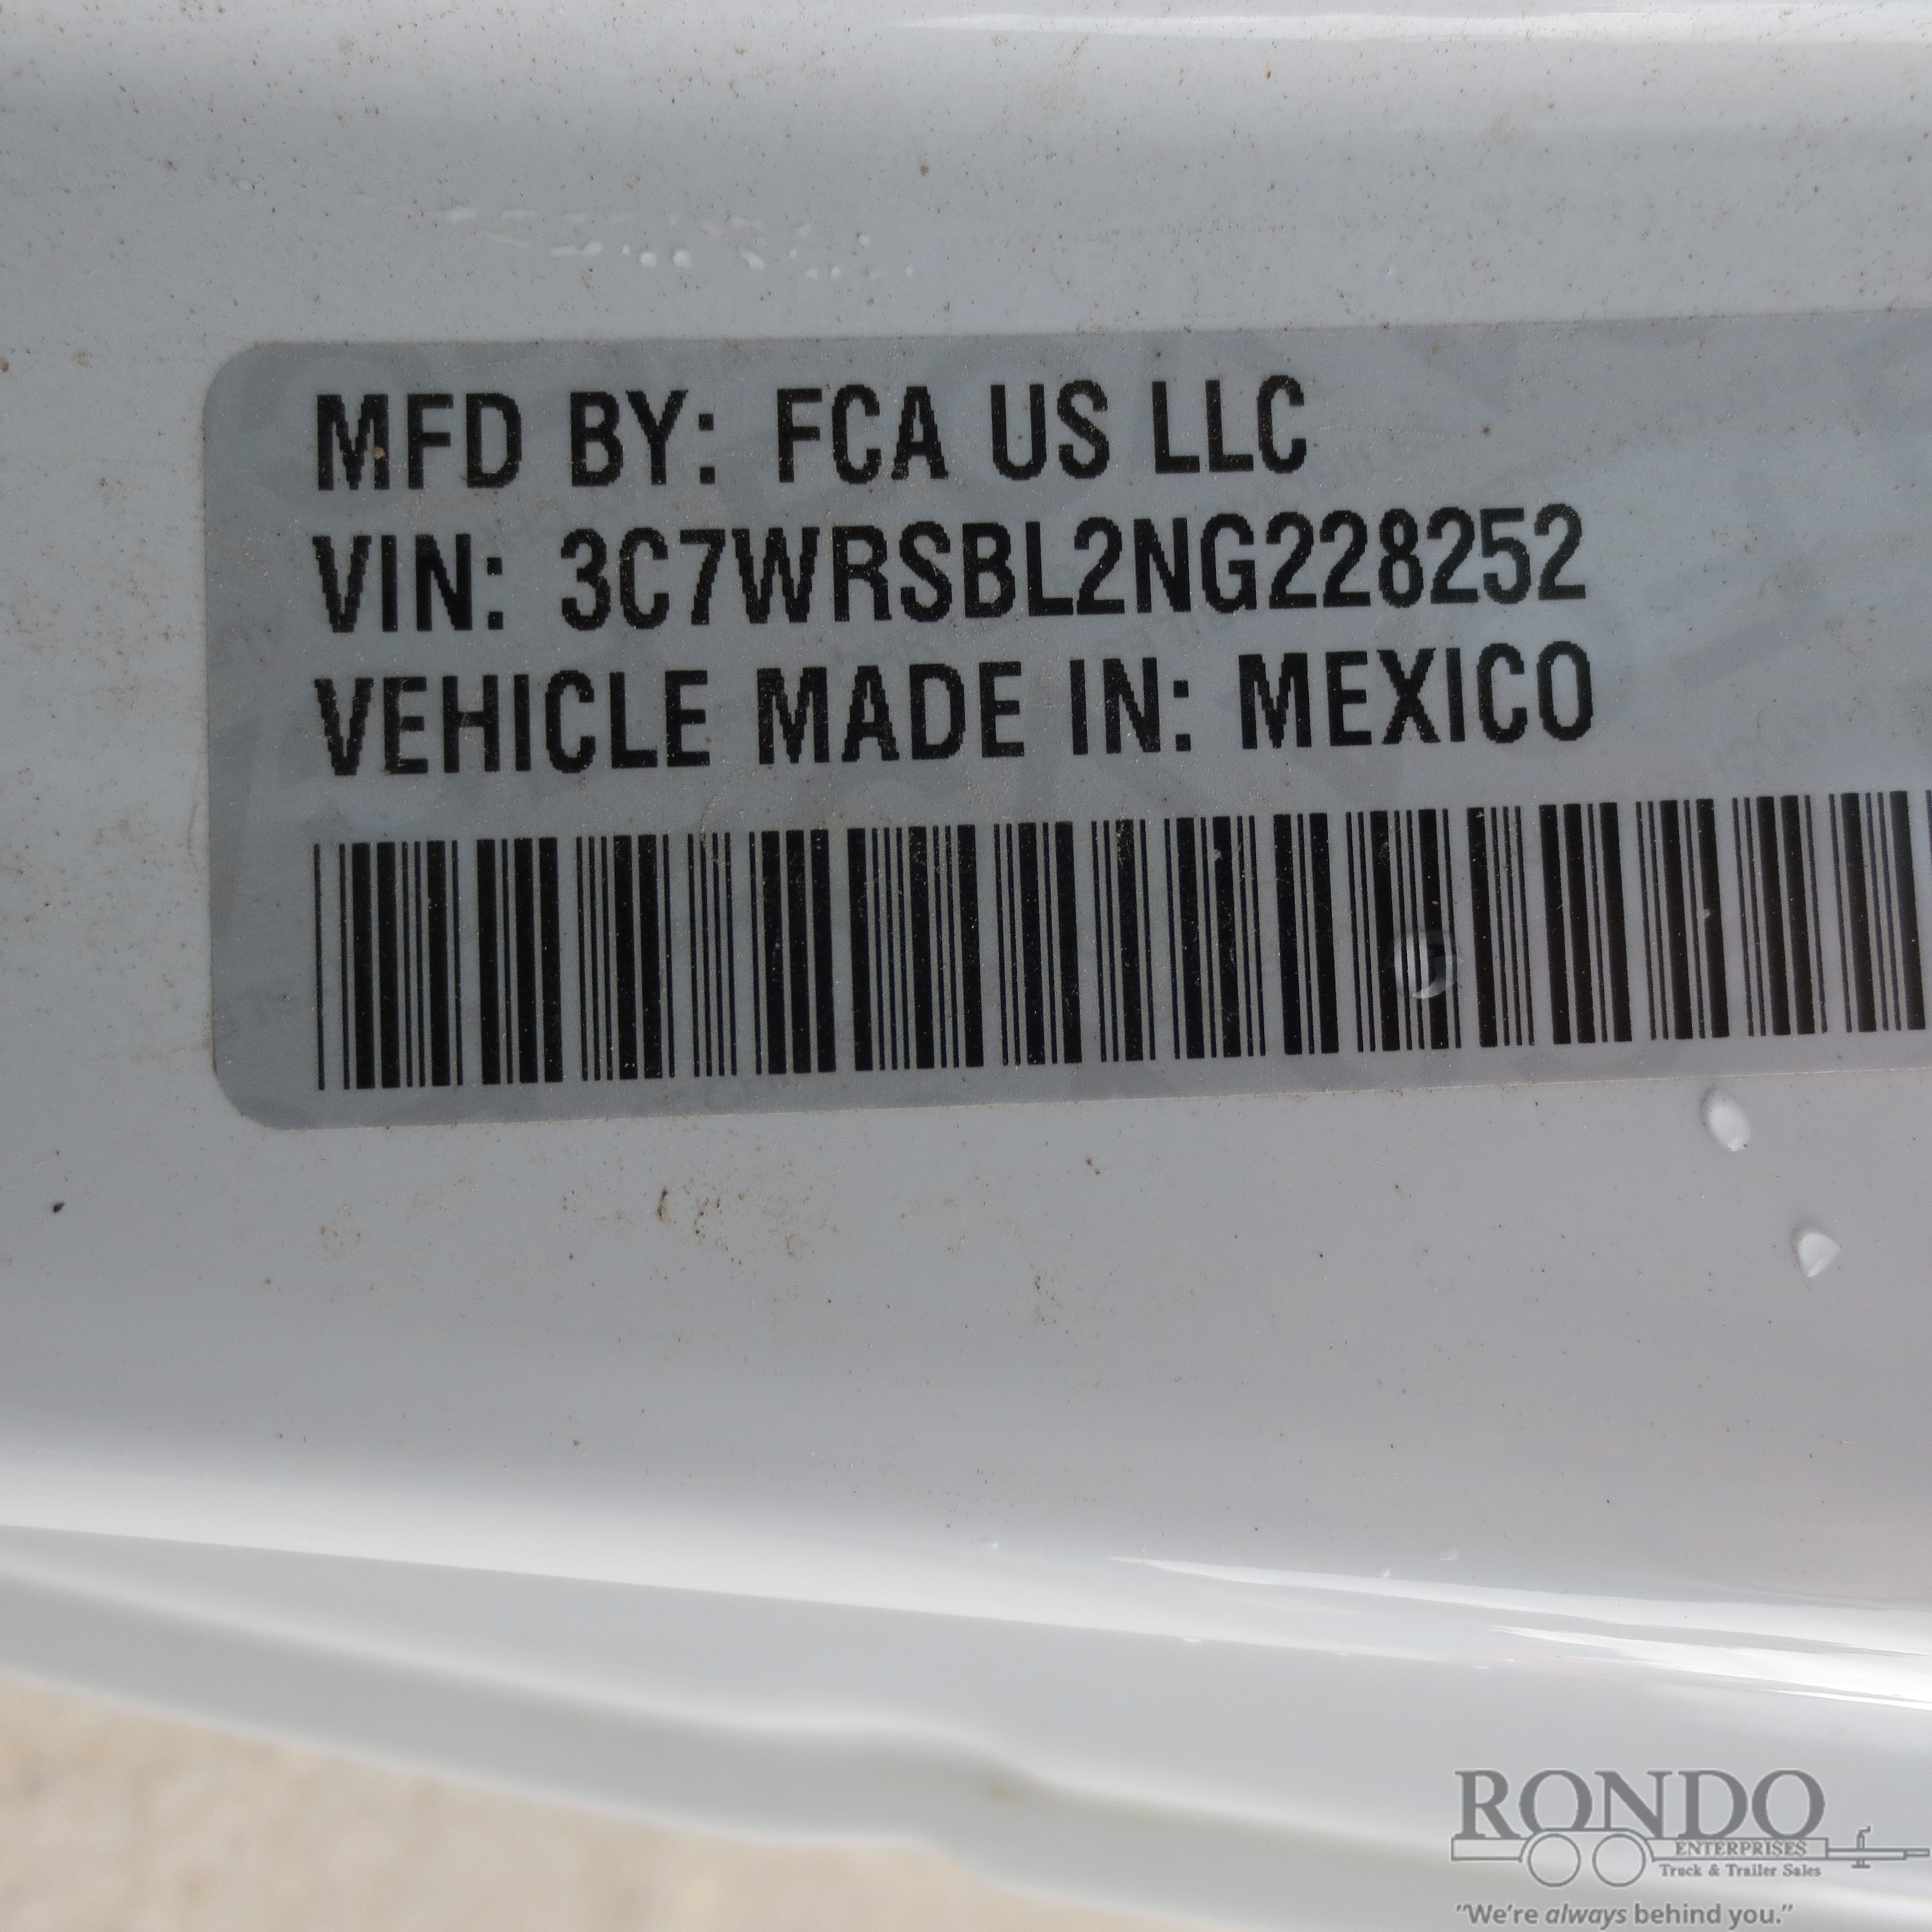 MFD BY: FCA US LLC
VIN: 3C7WRSBL2NG228252
VEHICLE MADE IN: MEXICO
RONDO
ENTERPRISES
Truck & Trailer Sales
"We're always behind you."